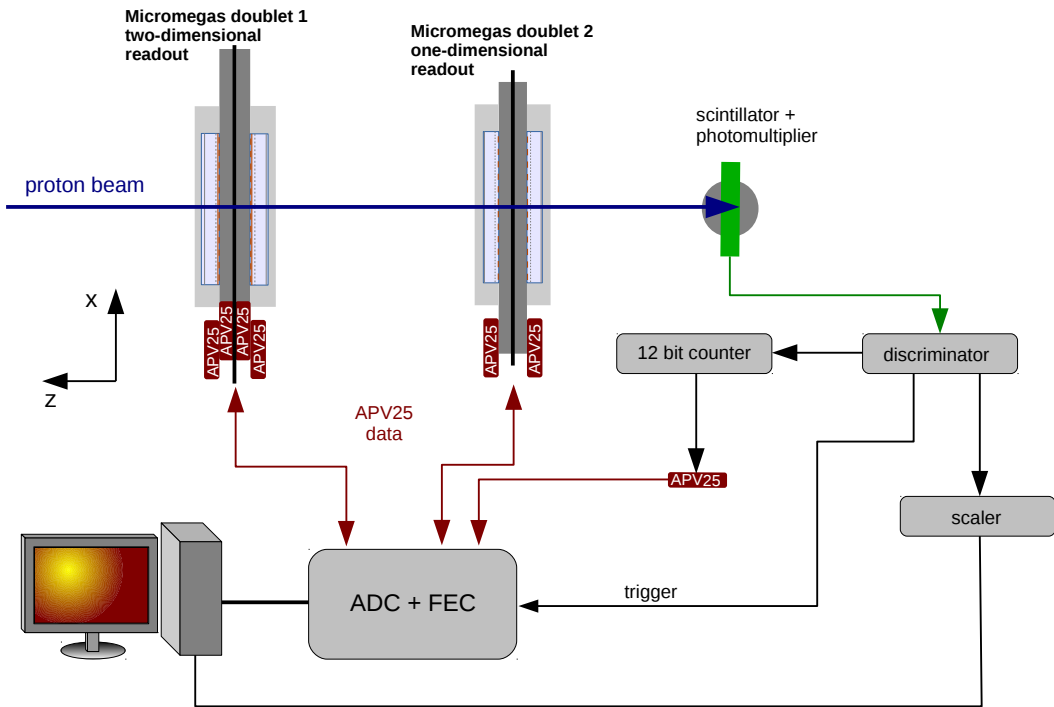 Micromegas doublet 1
two-dimensional
readout
Micromegas doublet 2
one-dimensional
readout
scintillator +
photomultiplier
proton beam
x
z
APV25
APV25
APV25
APV25
APV25
APV25
12 bit counter
discriminator
APV25
data
APV25
scaler
ADC + FEC
trigger